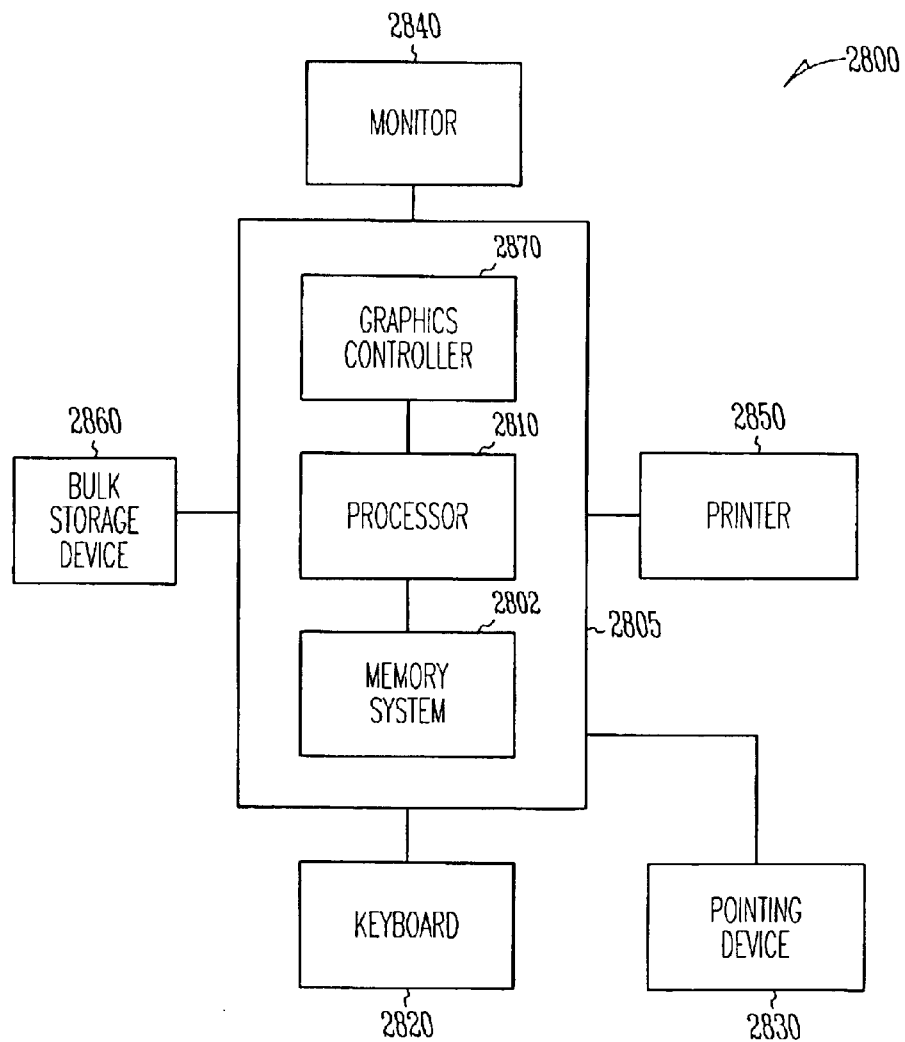 2840
2800
MONITOR
2870
GRAPHICS
CONTROLLER
2860
2810
2850
BULK
STORAGE
DEVICE
PROCESSOR
PRINTER
2802
2805
MEMORY
SYSTEM
KEYBOARD
POINTING
DEVICE
2820
2830